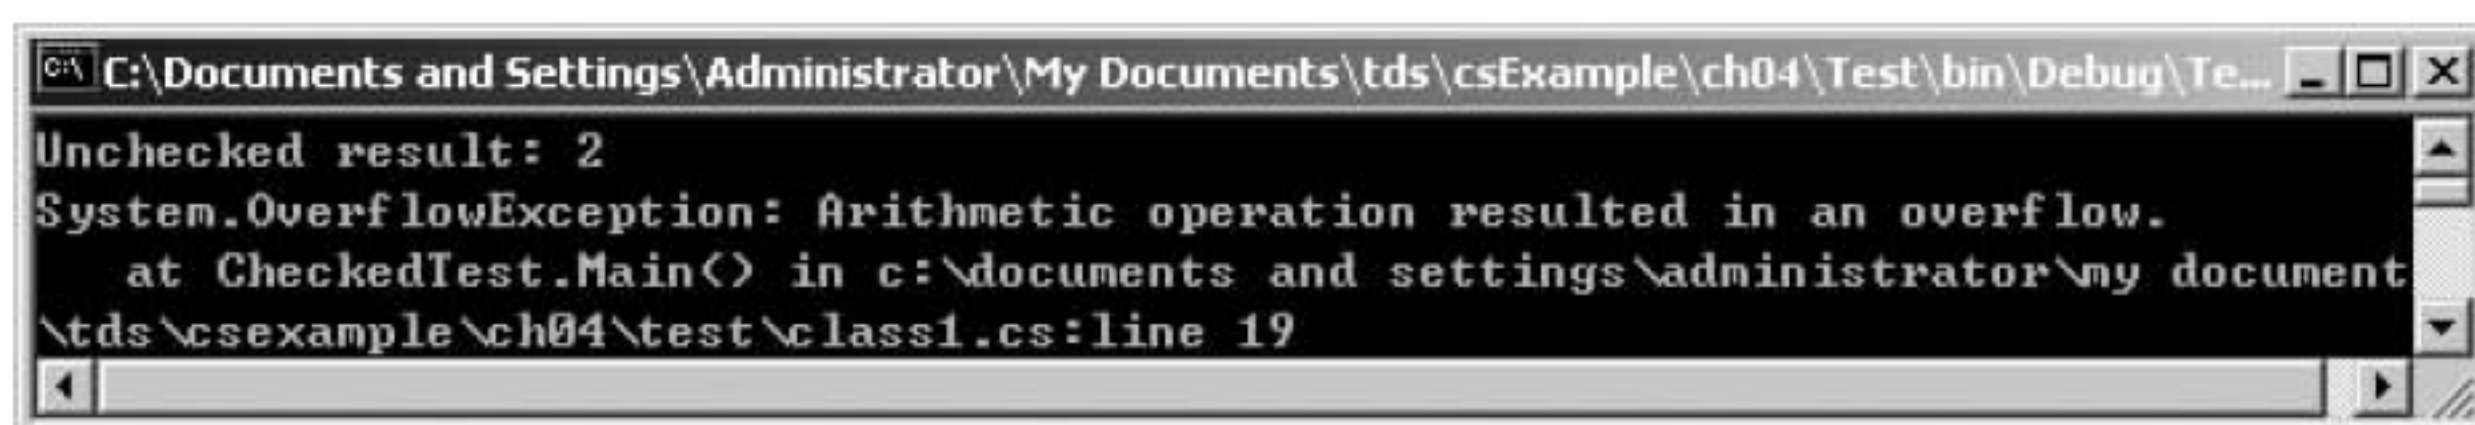 C:\Documents and Settings\Administrator\My Documents\tds\csExample\ch04\Test\bin\Debug\Te...
Unchecked result: 2
System.OverflowException: Arithmetic operation resulted in an overflow.
at CheckedTest.Main() in c:\documents and settings\administrator\my document
\tds\csexample\ch04\test\class1.cs:line 19